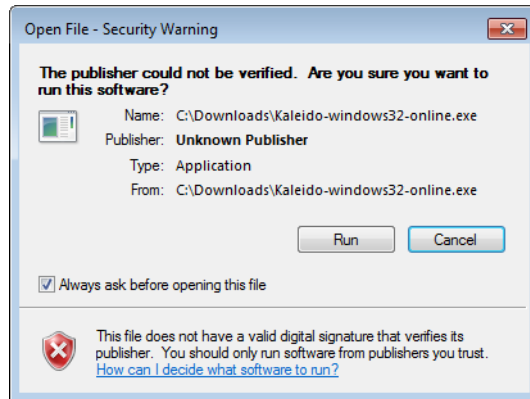 Open File - Security Warning
The publisher could not be verified.  Are you sure you want to
run this software?
Name: C:\Downloads\Kaleido-windows32-online.exe
Publisher: Unknown Publisher
Type: Application
From: C:\Downloads\Kaleido-windows32-online.exe
Run Cancel
Always ask before opening this file
This file does not have a valid digital signature that verifies its
publisher.  You should only run software from publishers you trust.
How can I decide what software to run?